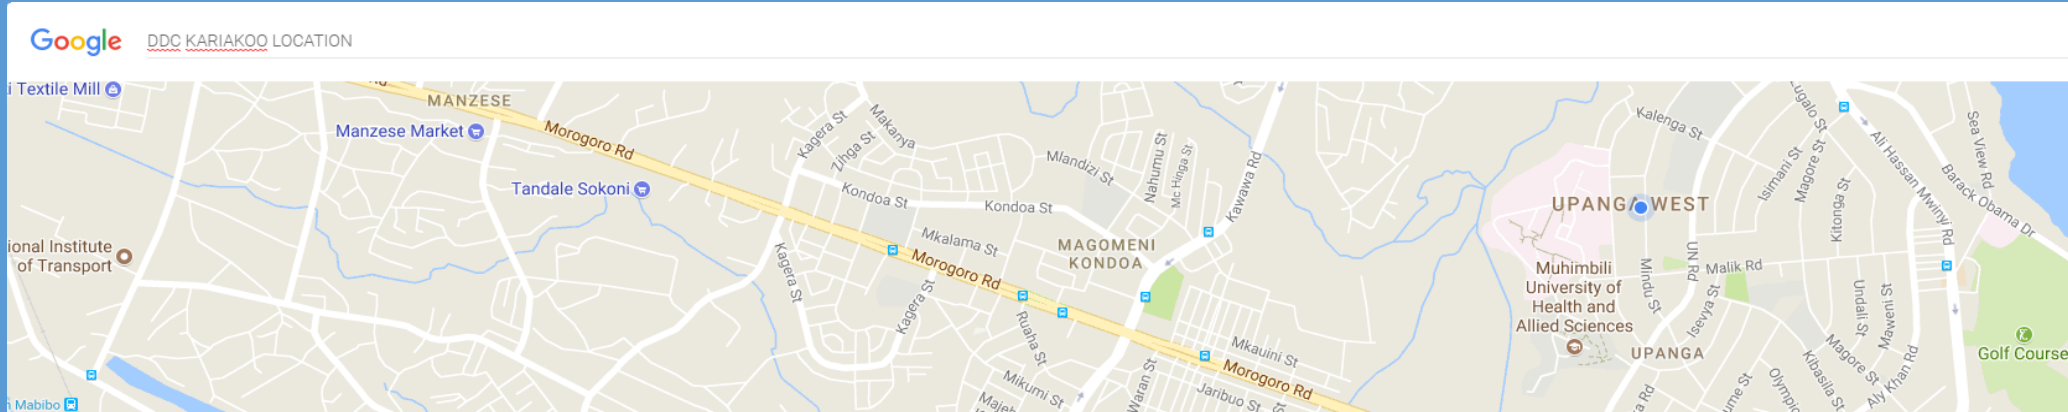 Google DDC KARIAKOO LOCATION
Textile Mill
MANZESE
Manzese Market
Morogoro Rd
Tandale Sokoni
Kagera St
Makanya
Zihga St
Kondoa St
Kondoa St
Mlandizi St
Nahumu St
Mc Hinga St
Kawawa Rd
Mkalama St
MAGOMENI
KONDOA
Morogoro Rd
Kagera St
Kagera St
Ruaha St
Mikumi St
Mkauini St
Morogoro Rd
Jaribuo St
ional Institute
of Transport
Mabibo
UPANGA WEST
Kalenga St
Lugalo St
Isimani St
Magore St
Kitonga St
Ali Hassan Mwinyi Rd
Sea View Rd
Barack Obama Dr
Muhimbili
University of
Health and
Allied Sciences
Mindu St
UN Rd
Malik Rd
Isevya St
UPANGA
Undali St
Maweni St
Magore St
Kibasila St
Aly Khan Rd
Golf Course